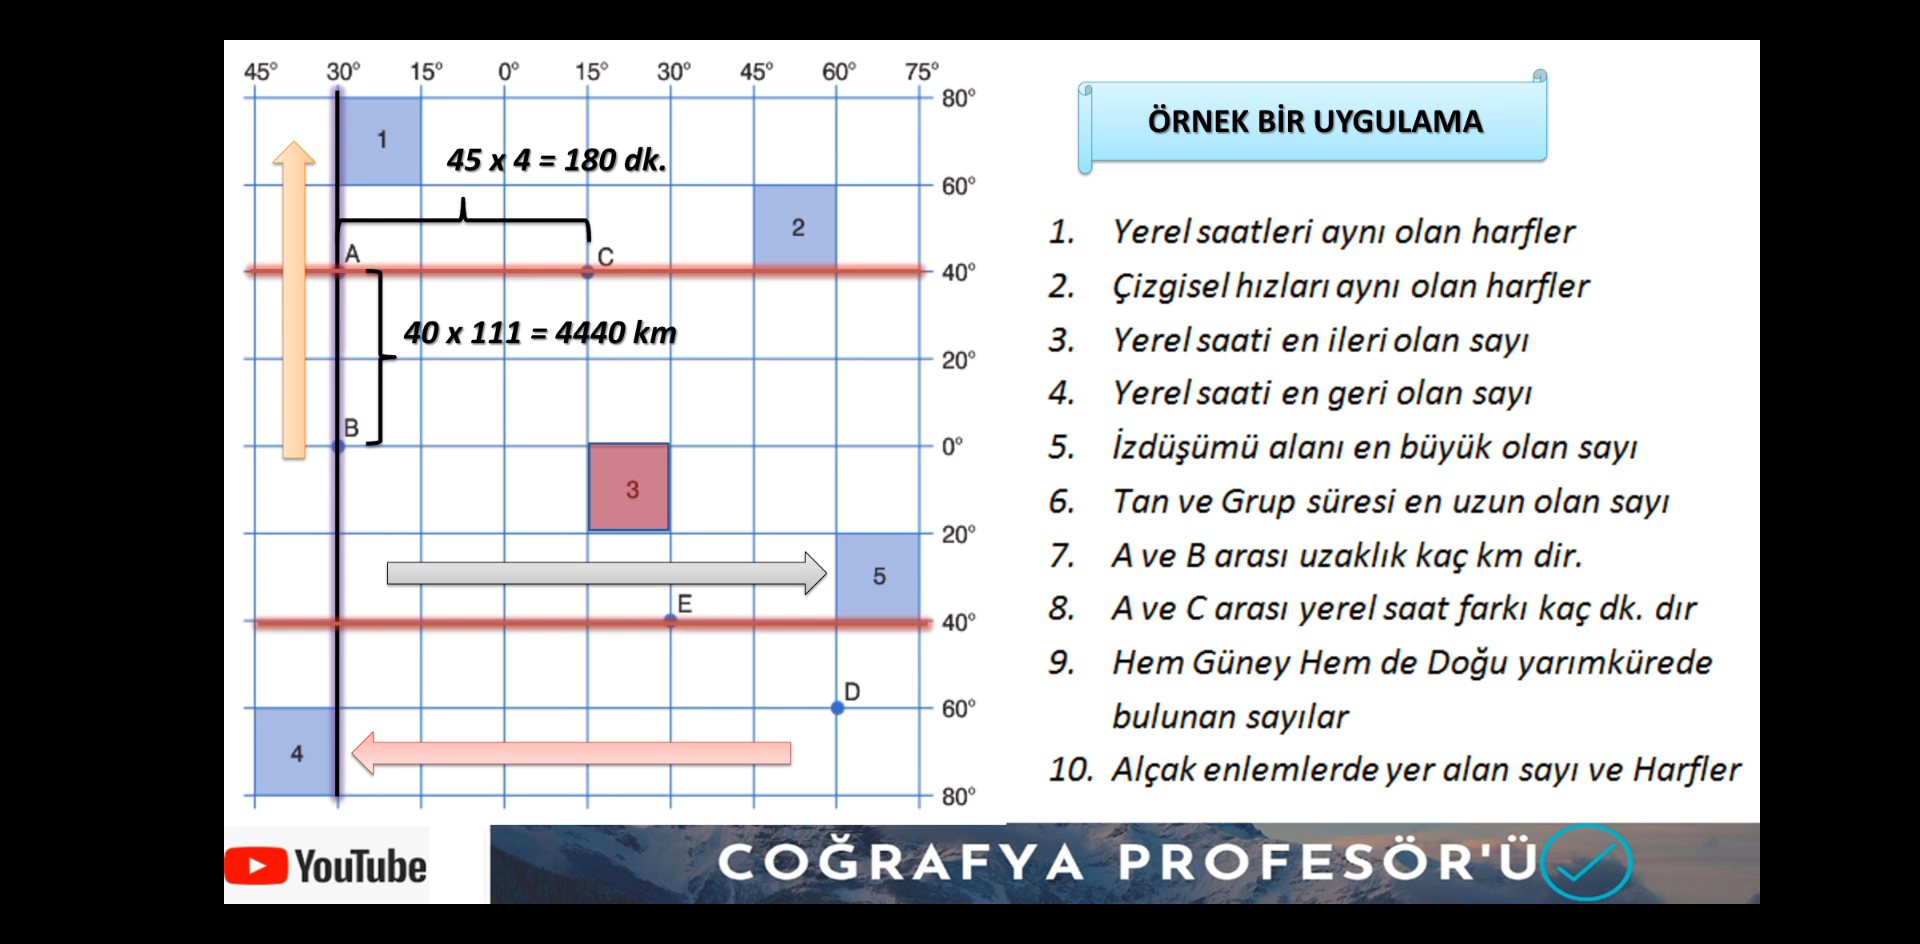 45° 30° 15° 0° 15° 30° 45° 60° 75°
80°
1
45 x 4 = 180 dk.
60°
2
A
C
40°
40 x 111 = 4440 km
20°
B
0°
3
20°
5
E
40°
D
60°
4
80°
ÖRNEK BİR UYGULAMA
1. Yerel saatleri aynı olan harfler
2. Çizgisel hızları aynı olan harfler
3. Yerel saati en ileri olan sayı
4. Yerel saati en geri olan sayı
5. İzdüşümü alanı en büyük olan sayı
6. Tan ve Grup süresi en uzun olan sayı
7. A ve B arası uzaklık kaç km dir.
8. A ve C arası yerel saat farkı kaç dk. dır
9. Hem Güney Hem de Doğu yarımkürede
bulunan sayılar
10. Alçak enlemlerde yer alan sayı ve Harfler
YouTube
COĞRAFYA PROFESÖR'Ü